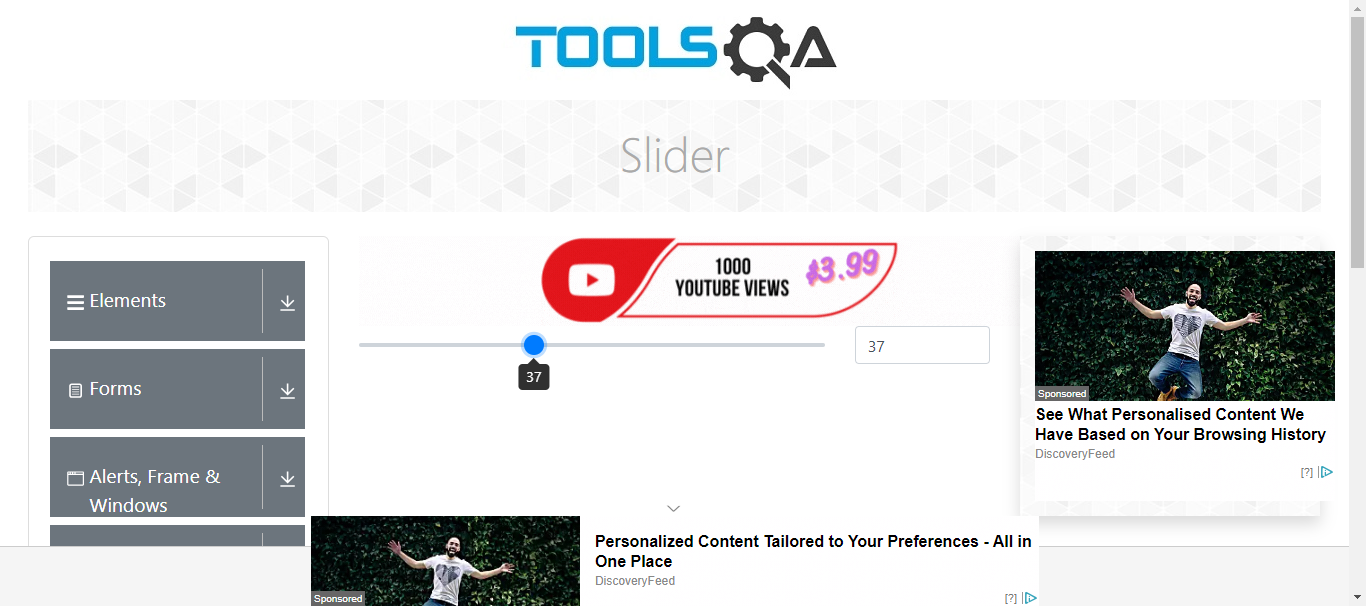 TOOLSQA
Slider
Elements
Forms
Alerts, Frame &
Windows
1000
YOUTUBE VIEWS
$3.99
37
37
Sponsored
See What Personalised Content We
Have Based on Your Browsing History
DiscoveryFeed
[?]
Sponsored
Personalized Content Tailored to Your Preferences - All in
One Place
DiscoveryFeed
[?]